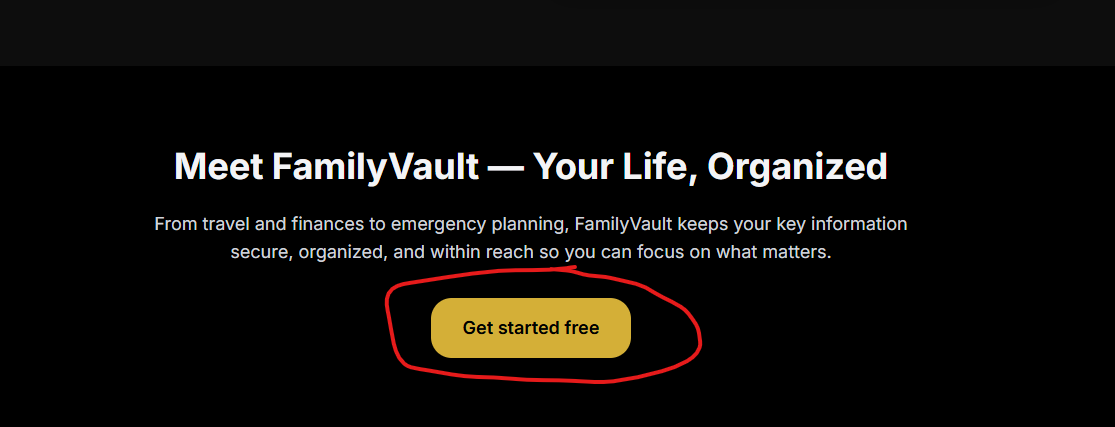 Meet FamilyVault — Your Life, Organized
From travel and finances to emergency planning, FamilyVault keeps your key information
secure, organized, and within reach so you can focus on what matters.
Get started free